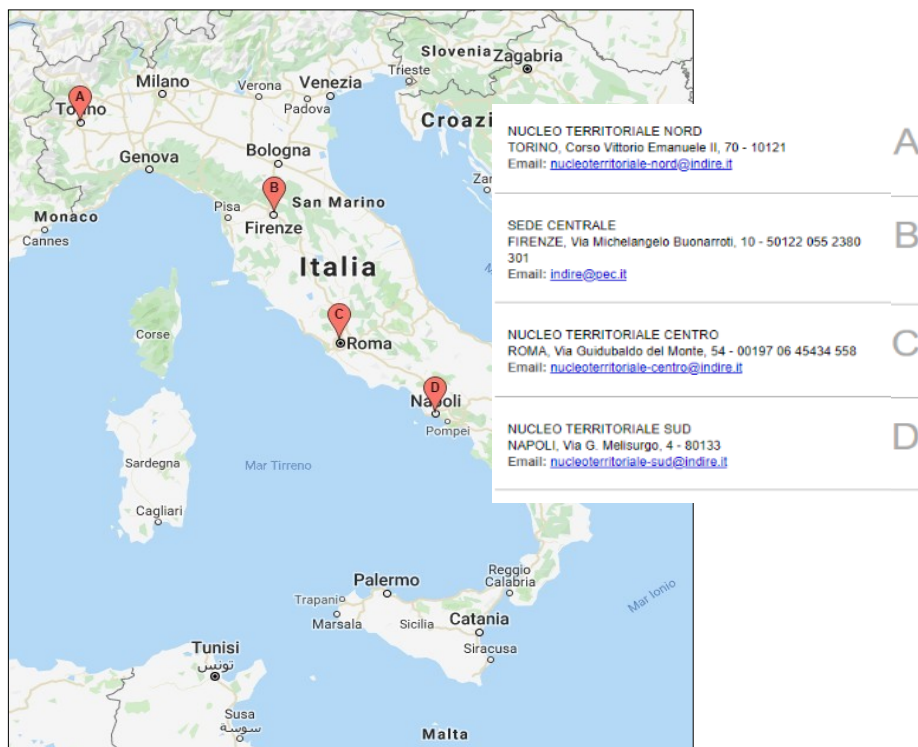 Slovenia
Zagabria
Trieste
Milano
Verona
Venezia
Padova
A
Torino
Croazi
Genova
Bologna
B
San Marino
Pisa
Firenze
Monaco
Cannes
Italia
C
Roma
Corse
D
Napoli
Pompei
Sardegna
Mar Tirreno
Cagliari
Palermo
Reggio
Calabria
Trapani
Marsala
Sicilia
Catania
Siracusa
Mar Ionio
Tunisi
تونس
Susa
سوسة
Malta
NUCLEO TERRITORIALE NORD
TORINO, Corso Vittorio Emanuele II, 70 - 10121
Email: nucleoterritoriale-nord@indire.it
A
SEDE CENTRALE
FIRENZE, Via Michelangelo Buonarroti, 10 - 50122 055 2380
301
Email: indire@pec.it
B
NUCLEO TERRITORIALE CENTRO
ROMA, Via Guidubaldo del Monte, 54 - 00197 06 45434 558
Email: nucleoterritoriale-centro@indire.it
C
NUCLEO TERRITORIALE SUD
NAPOLI, Via G. Melisurgo, 4 - 80133
Email: nucleoterritoriale-sud@indire.it
D